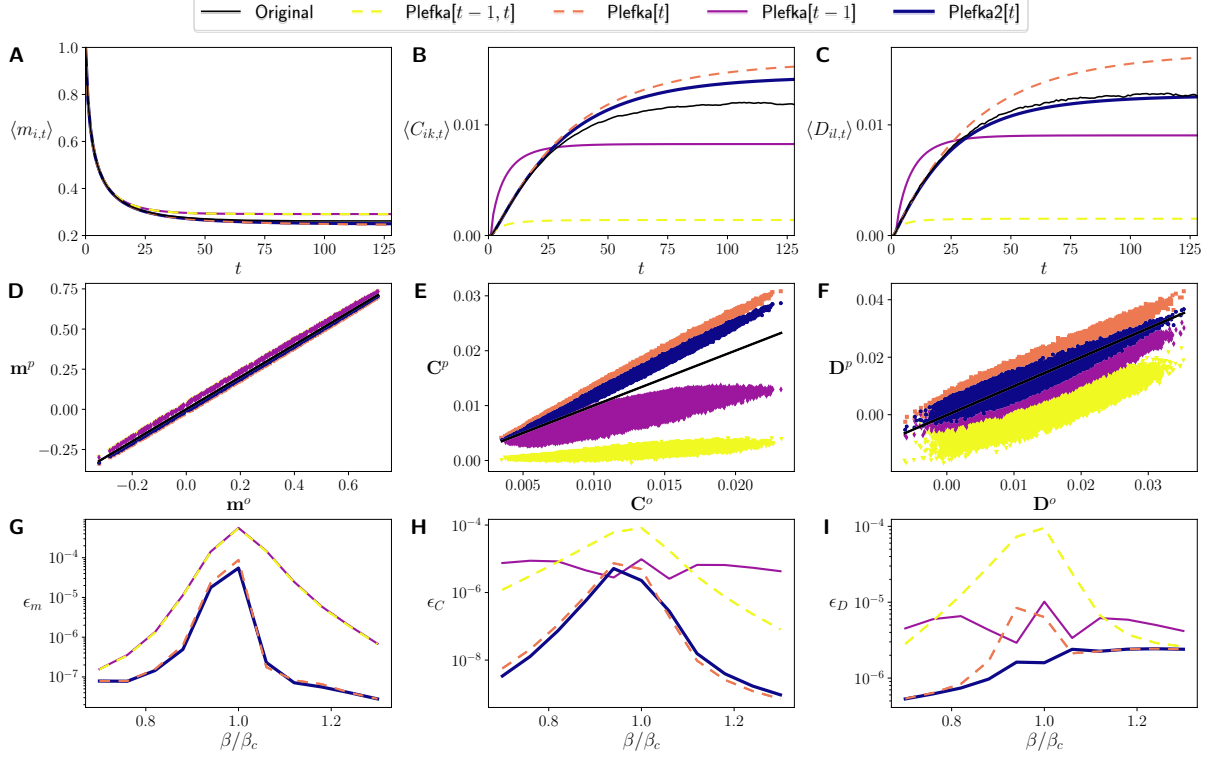 Original Plefka[t − 1, t] Plefka[t] Plefka[t − 1] Plefka2[t]
A
1.0
0.8
⟨m_{i,t}⟩
0.6
0.4
0.2
0 25 50 75 100 125
t
B
⟨C_{ik,t}⟩
0.01
0.00
0 25 50 75 100 125
t
C
⟨D_{il,t}⟩
0.01
0.00
0 25 50 75 100 125
t
D
0.75
0.50
m^p
0.25
0.00
−0.25
−0.2 0.0 0.2 0.4 0.6
m^o
E
0.03
C^p
0.02
0.01
0.00
0.005 0.010 0.015 0.020
C^o
F
0.04
D^p
0.02
0.00
0.00 0.01 0.02 0.03
D^o
G
10^{−4}
ϵ_m
10^{−5}
10^{−6}
10^{−7}
0.8 1.0 1.2
β/β_c
H
10^{−4}
ϵ_C
10^{−6}
10^{−8}
0.8 1.0 1.2
β/β_c
I
10^{−4}
ϵ_D
10^{−5}
10^{−6}
0.8 1.0 1.2
β/β_c